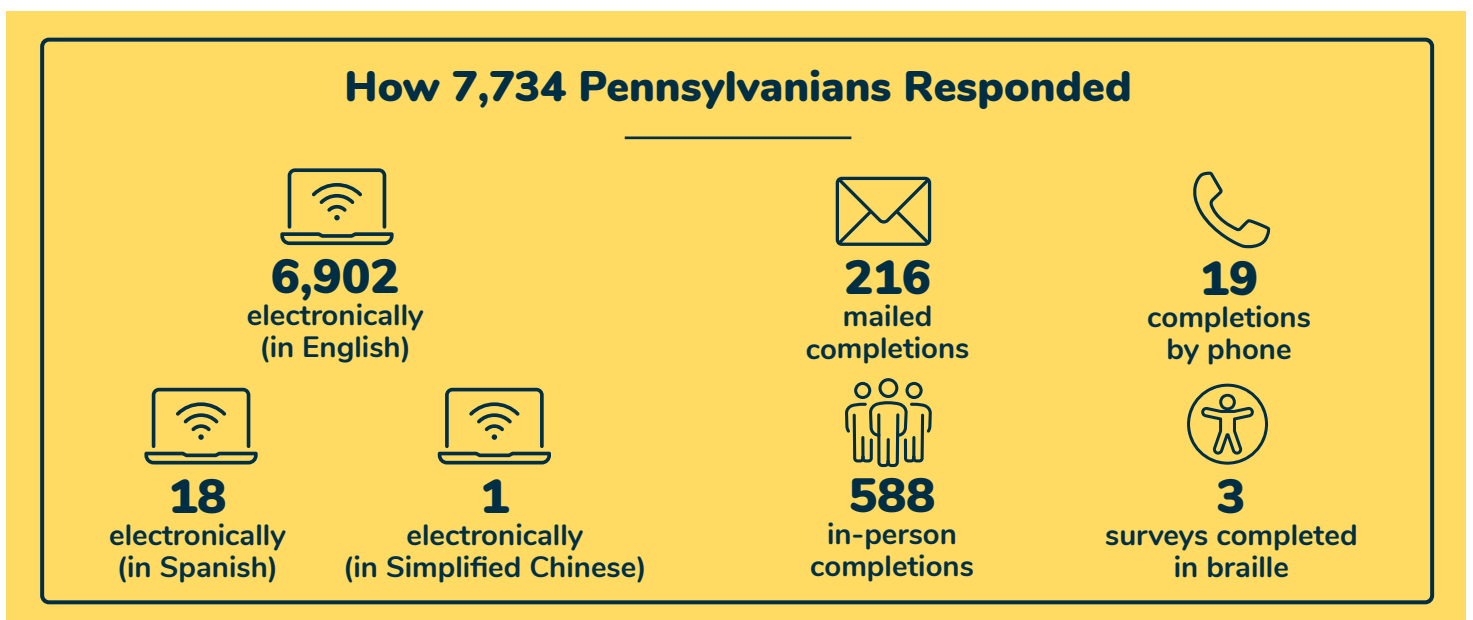 How 7,734 Pennsylvanians Responded
6,902
electronically
(in English)
216
mailed
completions
19
completions
by phone
18
electronically
(in Spanish)
1
electronically
(in Simplified Chinese)
588
in-person
completions
3
surveys completed
in braille